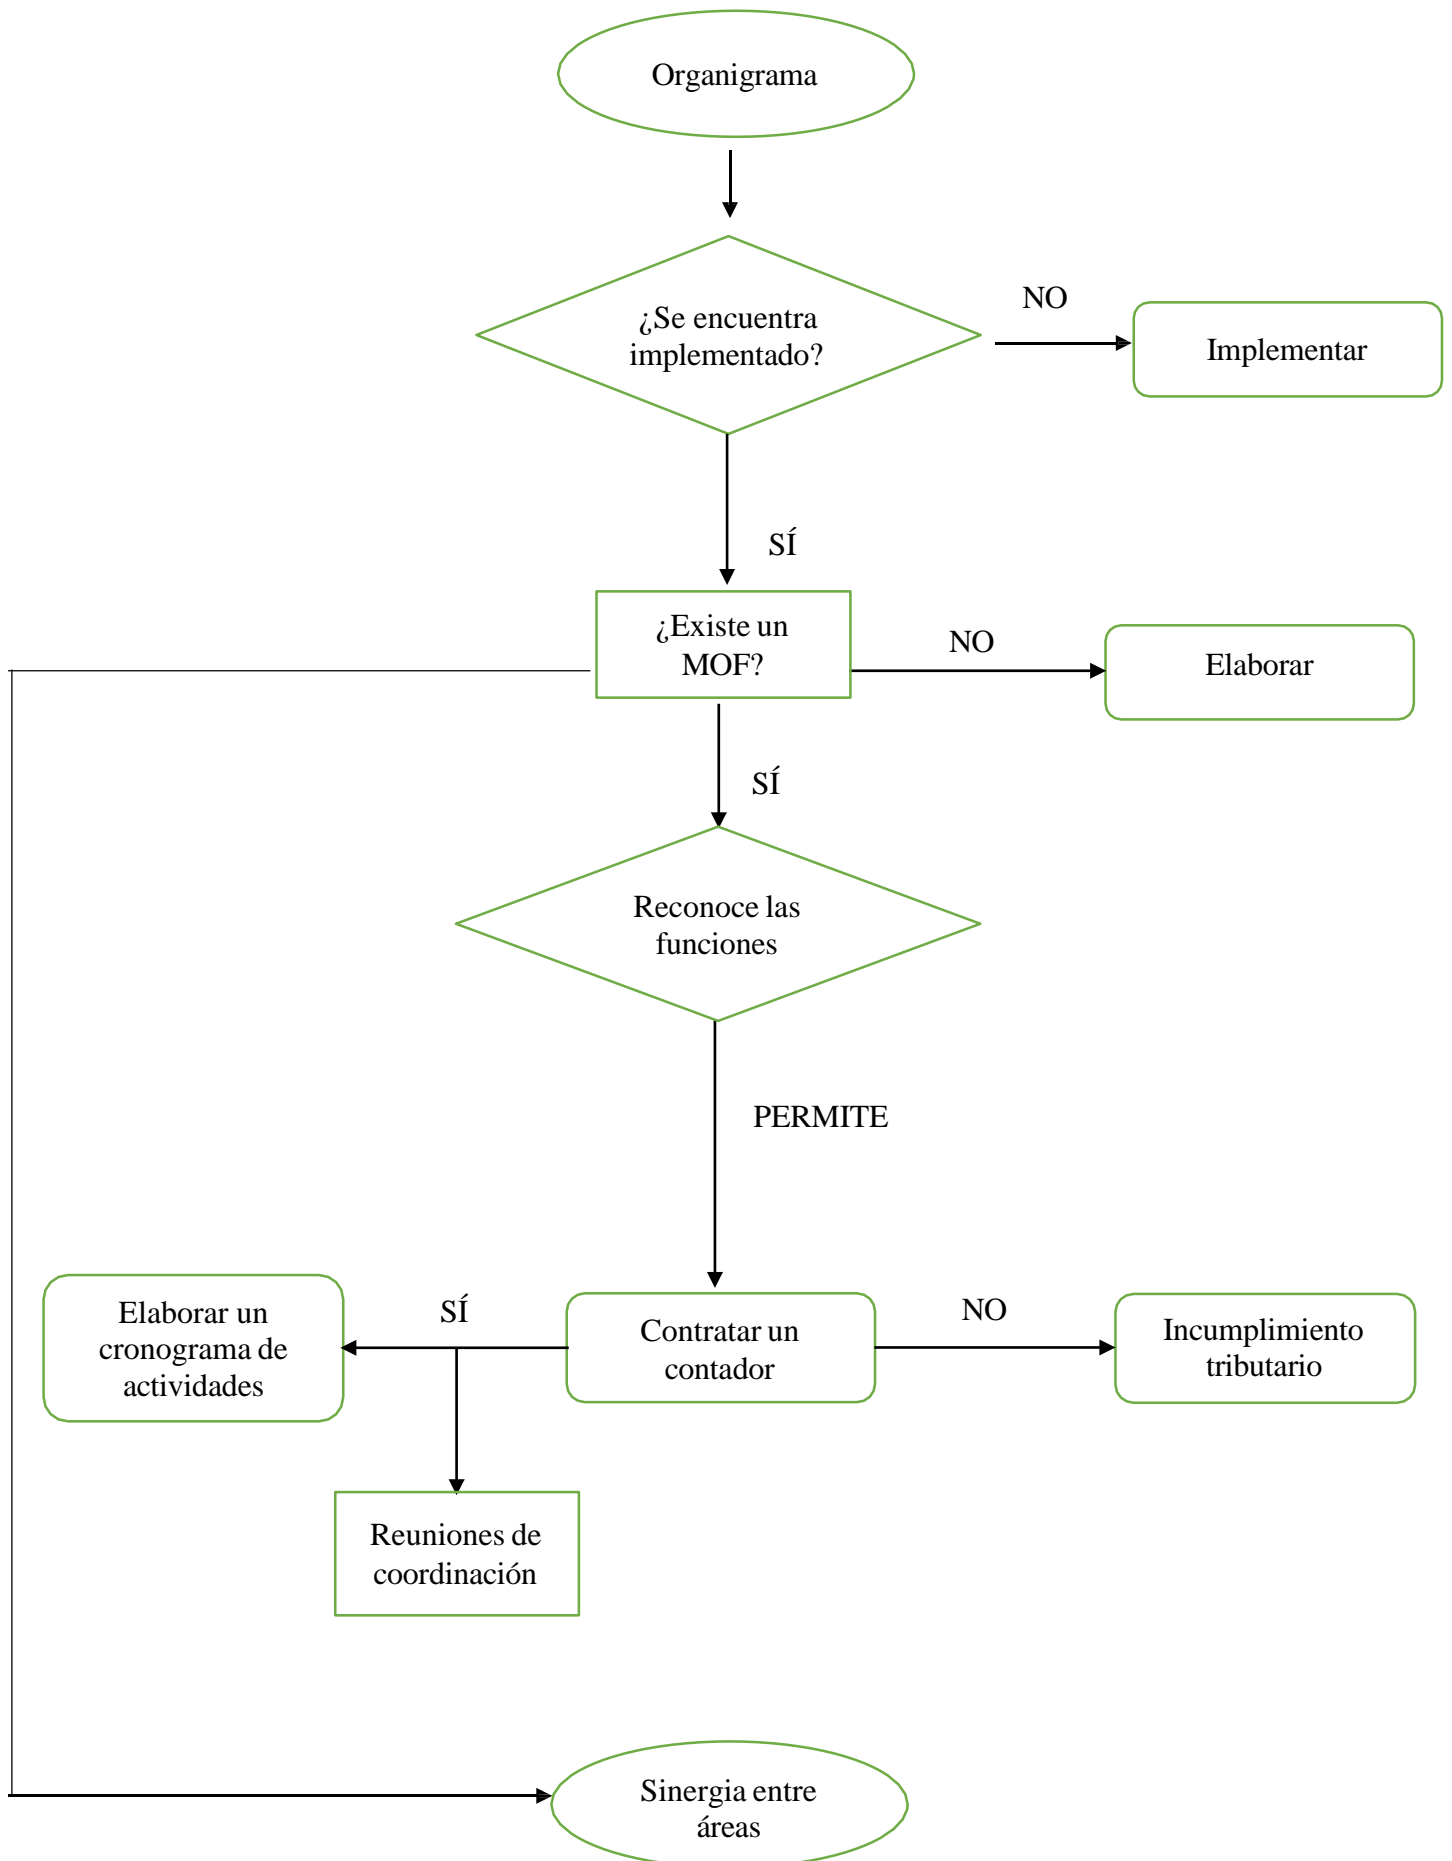 Organigrama
¿Se encuentra
implementado?
NO
Implementar
SÍ
¿Existe un
MOF?
NO
Elaborar
SÍ
Reconoce las
funciones
PERMITE
Elaborar un
cronograma de
actividades
SÍ
Contratar un
contador
NO
Incumplimiento
tributario
Reuniones de
coordinación
Sinergia entre
áreas